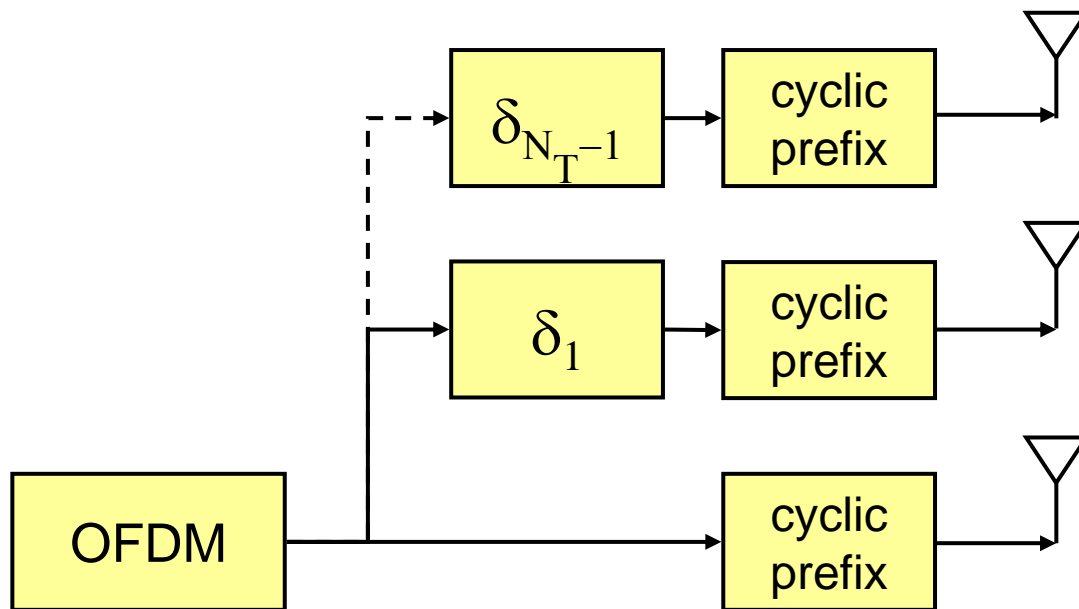 δN_T−1
cyclic
prefix
δ1
cyclic
prefix
OFDM
cyclic
prefix